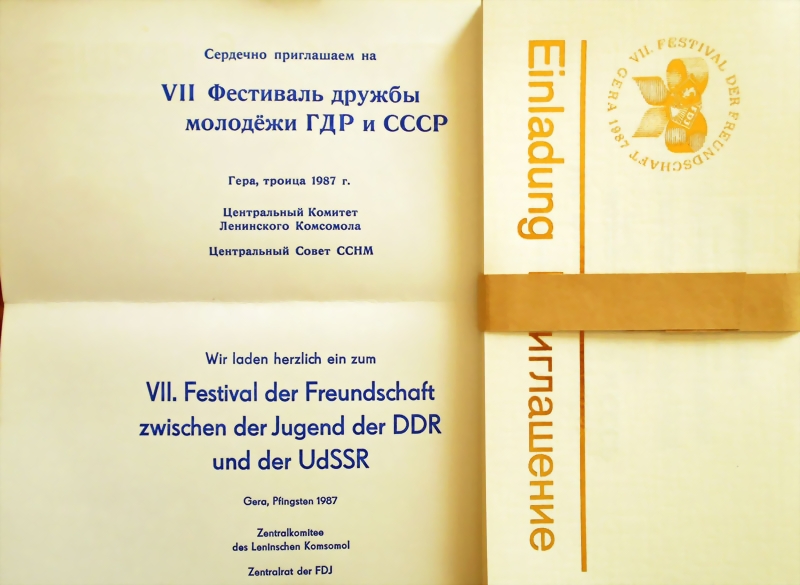 Сердечно приглашаем на
VII Фестиваль дружбы
молодёжи ГДР и СССР
Гера, троица 1987 г.
Центральный Комитет
Ленинского Комсомола
Центральный Совет ССНМ
Wir laden herzlich ein zum
VII. Festival der Freundschaft
zwischen der Jugend der DDR
und der UdSSR
Gera, Pfingsten 1987
Zentralkomitee
des Leninschen Komsomol
Zentralrat der FDJ
Einladung
иглашение
VII. FESTIVAL DER FREUNDSCHAFT
GERA 1987